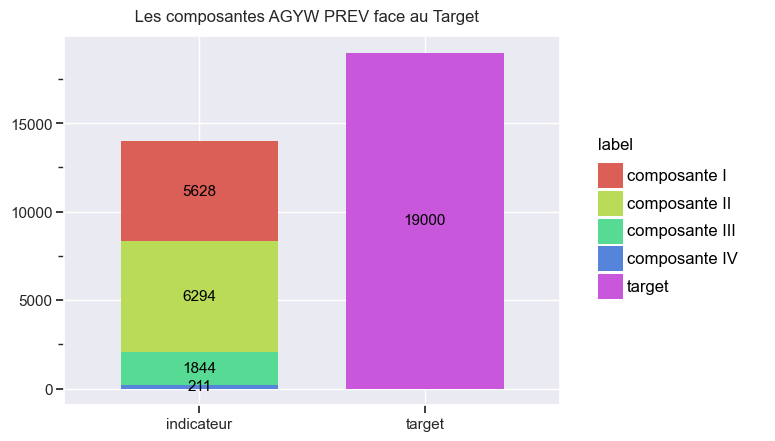 Les composantes AGYW PREV face au Target
15000
10000
5000
0
5628
6294
1844
211
19000
indicateur
target
label
composante I
composante II
composante III
composante IV
target